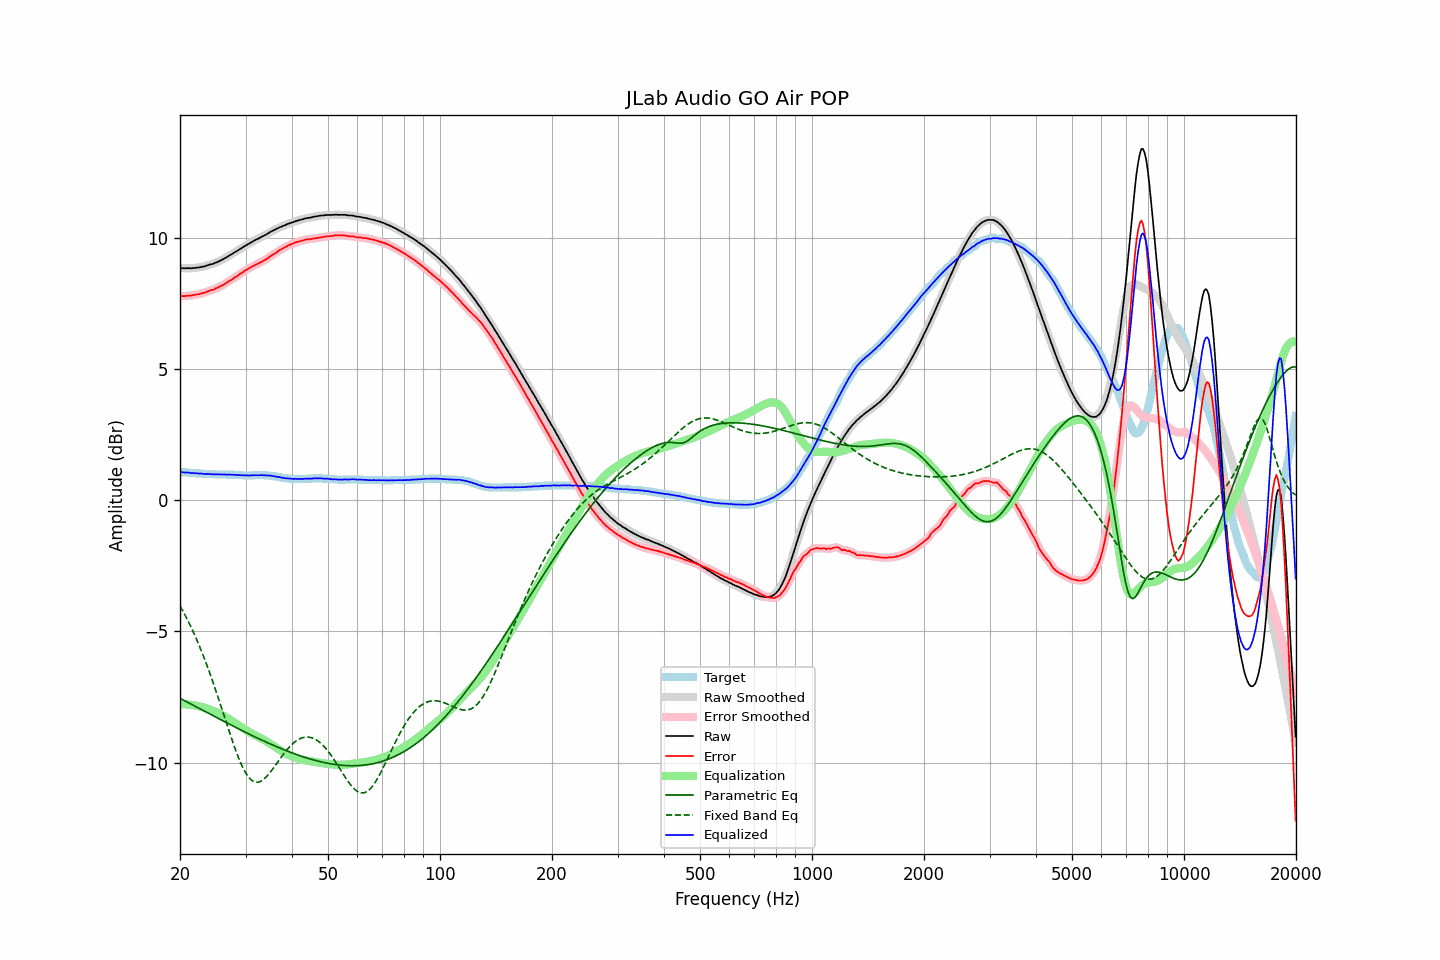 JLab Audio GO Air POP
Amplitude (dBr)
10
5
0
−5
−10
Target
Raw Smoothed
Error Smoothed
Raw
Error
Equalization
Parametric Eq
Fixed Band Eq
Equalized
20 50 100 200 500 1000 2000 5000 10000 20000
Frequency (Hz)